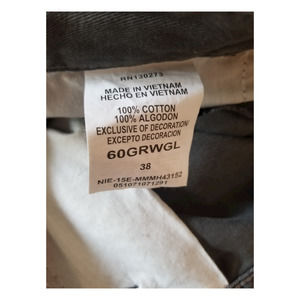 RN130273
MADE IN VIETNAM
HECHO EN VIETNAM
100% COTTON
100% ALGODON
EXCLUSIVE OF DECORATION
EXCEPTO DECORACION
60GRWGL
38
NIE-15E-MMMH43152
051071071291